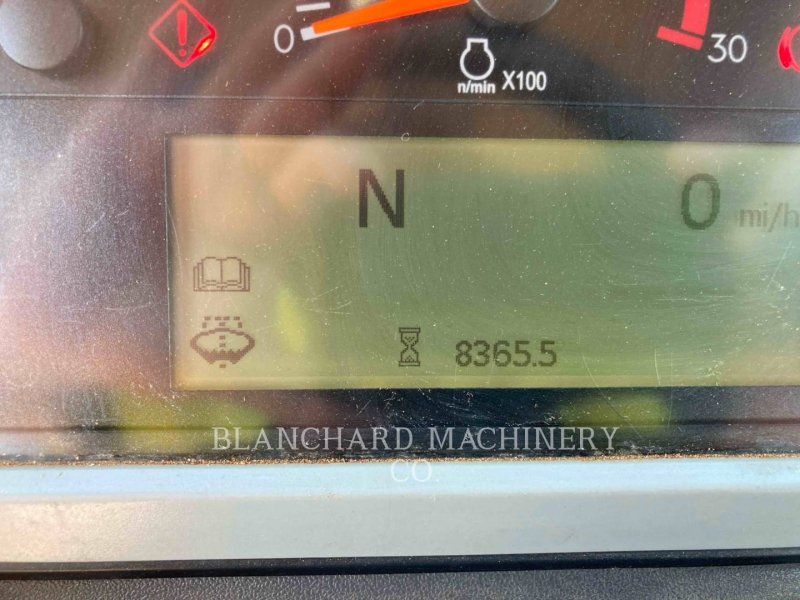 0
30
n/min X100
N 0 mi/h
8365.5
BLANCHARD MACHINERY
CO.